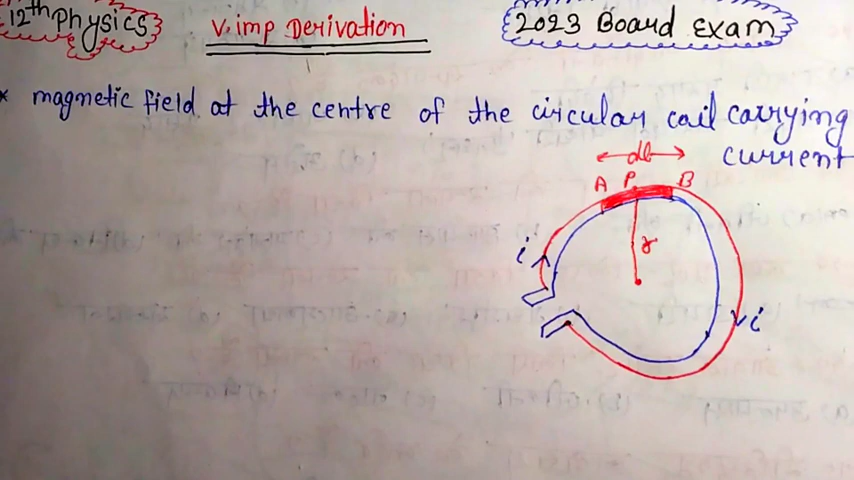 12th Physics
V. imp Derivation
2023 Board Exam
* magnetic field at the centre of the circular coil carrying
current
dl
A P B
r
i
i